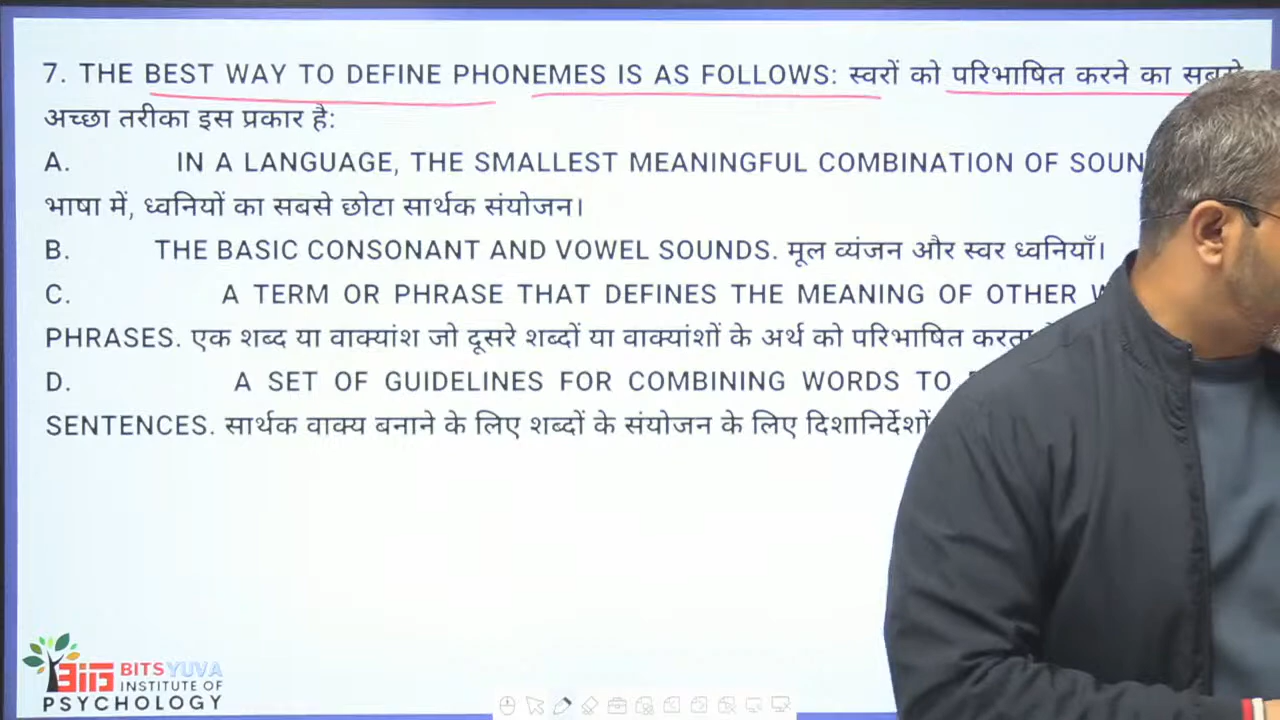 7. THE BEST WAY TO DEFINE PHONEMES IS AS FOLLOWS: स्वरों को परिभाषित करने का सबसे
अच्छा तरीका इस प्रकार है:
A. IN A LANGUAGE, THE SMALLEST MEANINGFUL COMBINATION OF
भाषा में, ध्वनियों का सबसे छोटा सार्थक संयोजन।
B. THE BASIC CONSONANT AND VOWEL SOUNDS. मूल व्यंजन और स्वर ध्वनियाँ।
C. A TERM OR PHRASE THAT DEFINES THE MEANING OF OTHER
PHRASES. एक शब्द या वाक्यांश जो दूसरे शब्दों या वाक्यांशों के अर्थ को परिभाषित
D. A SET OF GUIDELINES FOR COMBINING WORDS TO
SENTENCES. सार्थक वाक्य बनाने के लिए शब्दों के संयोजन के लिए दिशानिर्देशों
BITS YUVA
INSTITUTE OF
PSYCHOLOGY